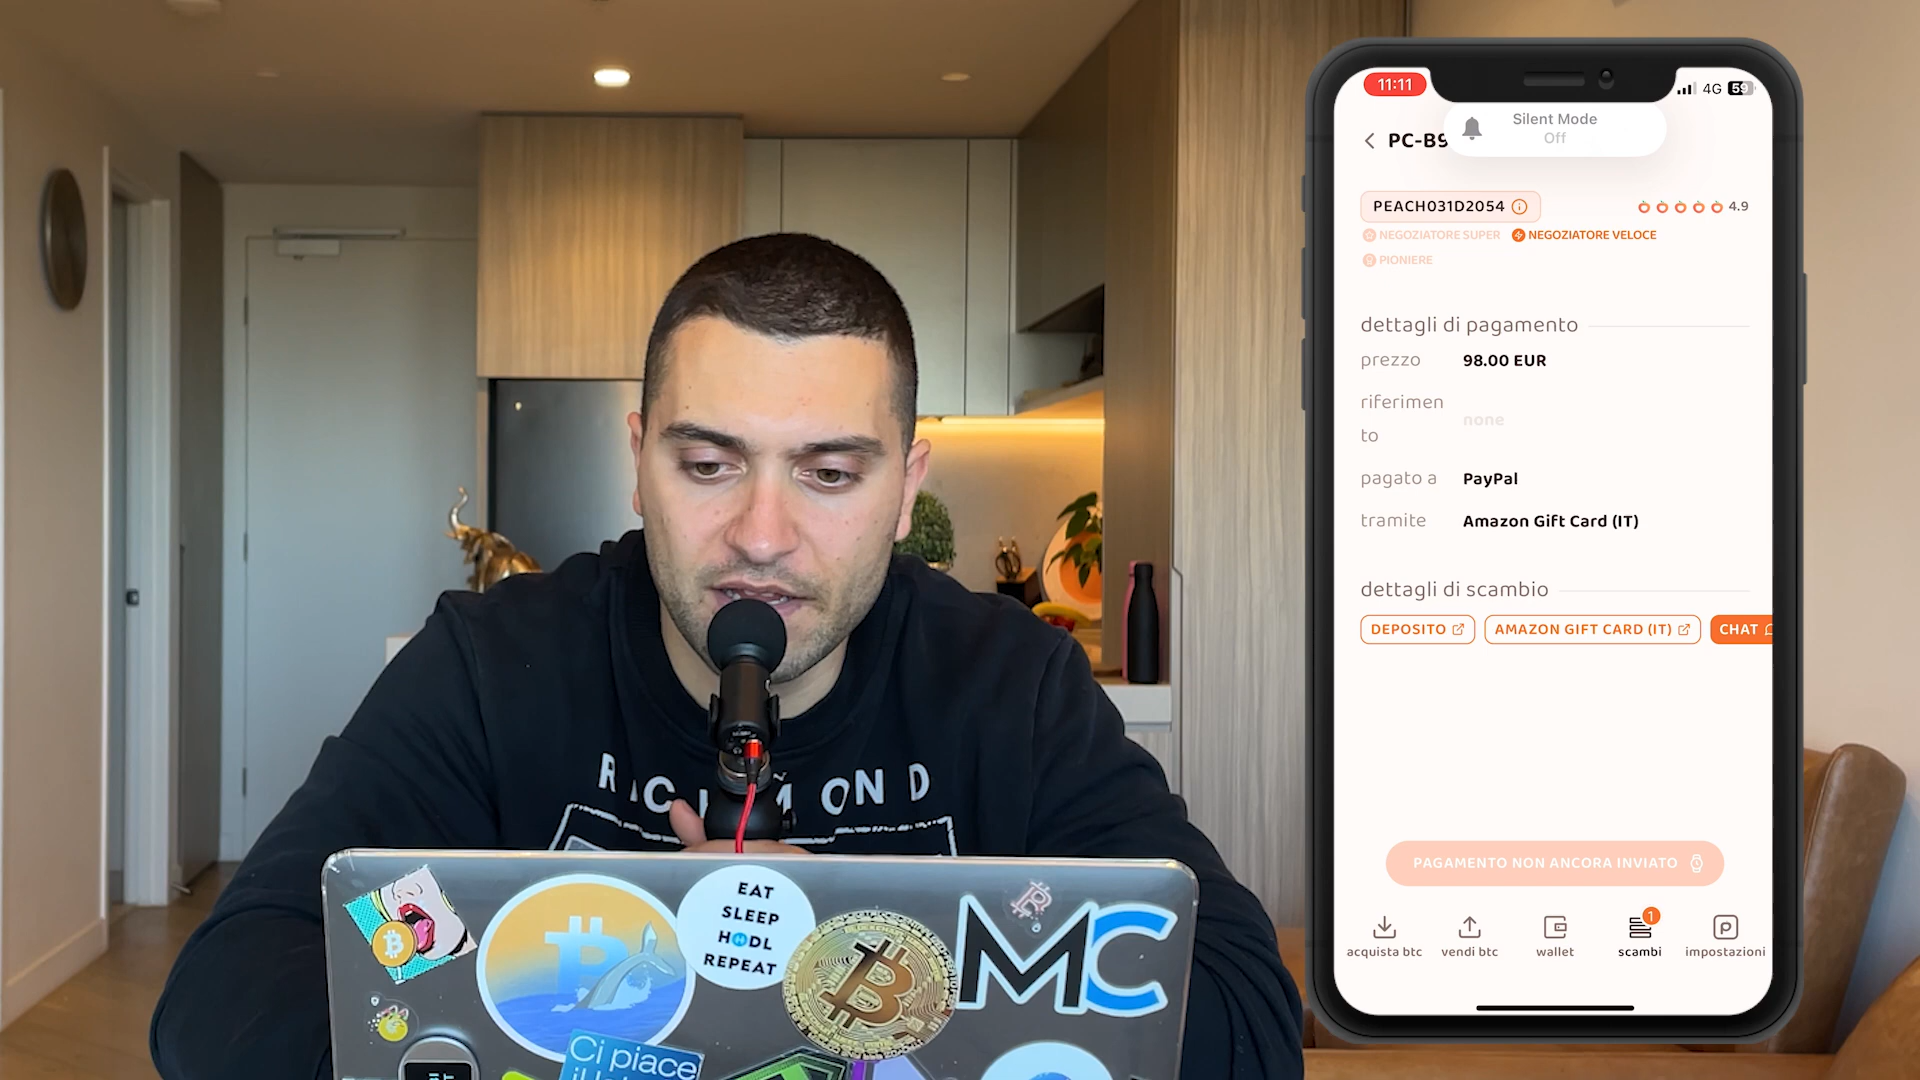 11:11
4G
59
Silent Mode
Off
PC-B9
PEACH031D2054
4.9
NEGOZIATORE SUPER
NEGOZIATORE VELOCE
PIONIERE
dettagli di pagamento
prezzo 98.00 EUR
riferimen
to
none
pagato a PayPal
tramite Amazon Gift Card (IT)
dettagli di scambio
DEPOSITO
AMAZON GIFT CARD (IT)
CHAT
PAGAMENTO NON ANCORA INVIATO
1
acquista btc
vendi btc
wallet
scambi
impostazioni
EAT
SLEEP
HODL
REPEAT
MC
Ci piace